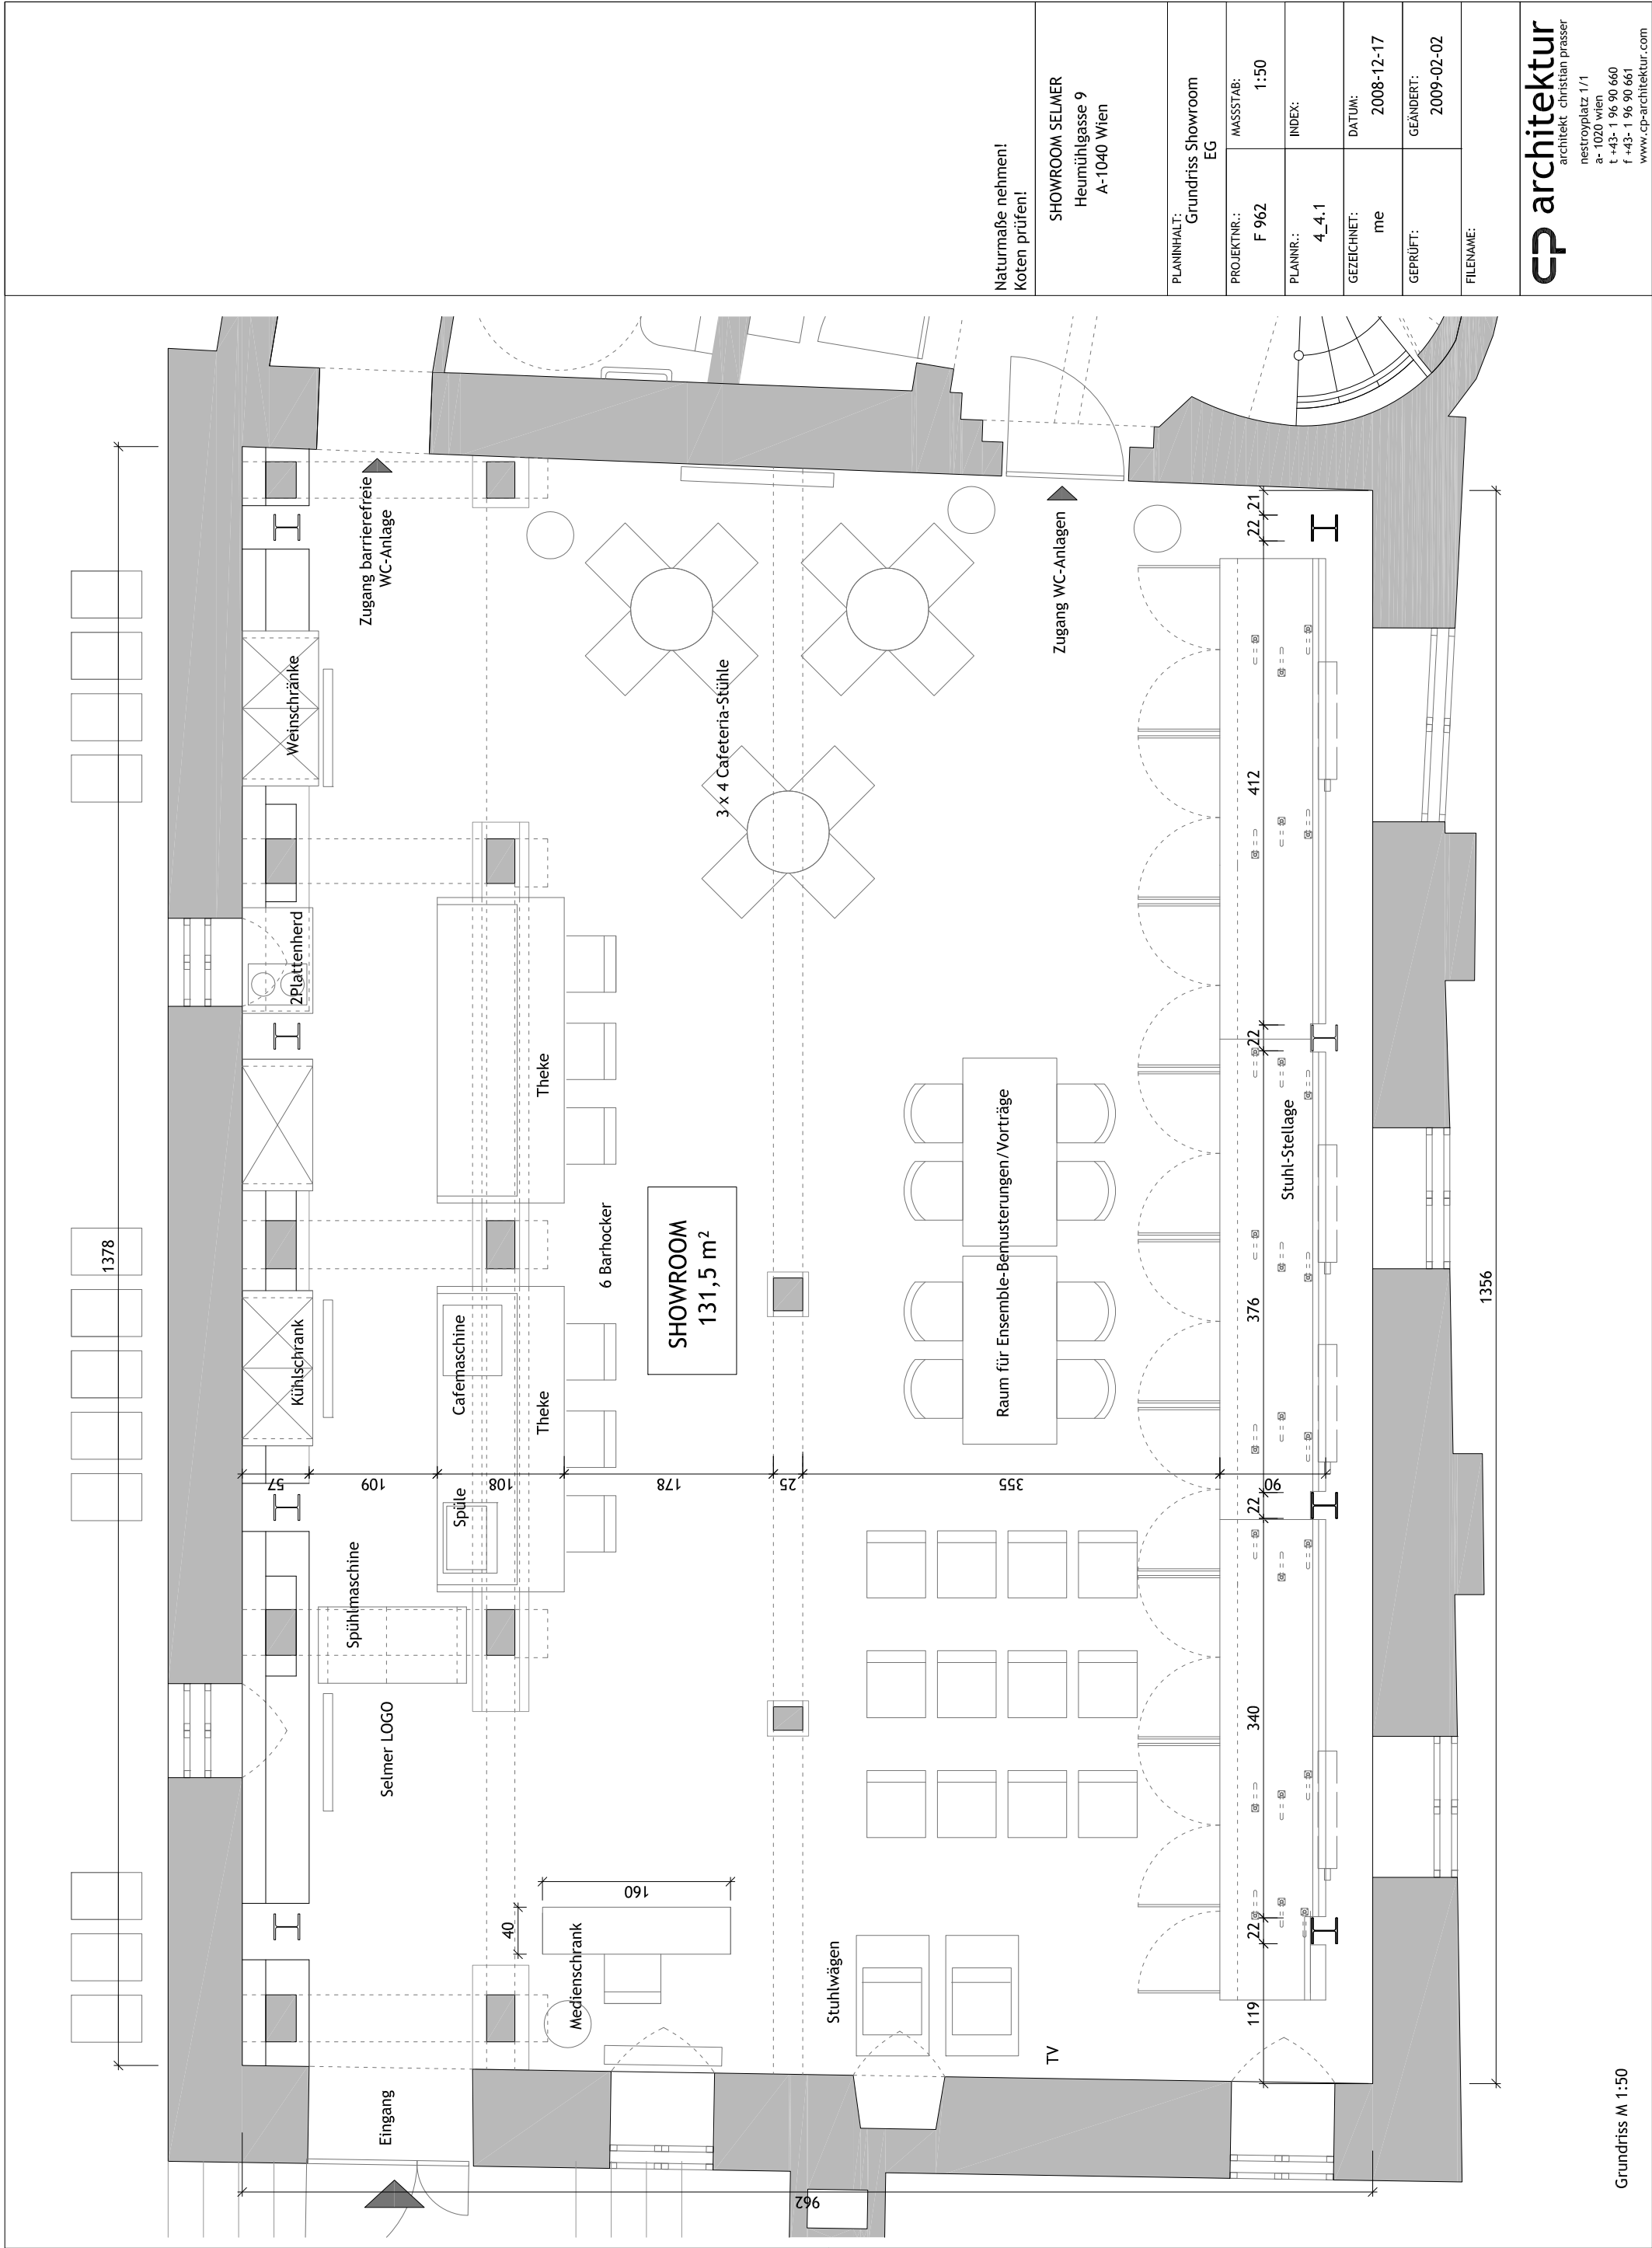 Zugang barrierefreie
WC-Anlage
Zugang WC-Anlagen
Weinschränke
3 x 4 Cafeteria-Stühle
2Plattenherd
Theke
6 Barhocker
SHOWROOM
131,5 m²
Raum für Ensemble-Bemusterungen/Vorträge
Stuhl-Stellage
Kühlschrank
Cafemaschine
Theke
Spüle
Spühlmaschine
Selmer LOGO
Medienschrank
Stuhlwägen
TV
Eingang
1378
1356
962
57
109
108
178
25
355
90
21
22
412
22
376
22
340
22
119
160
40
Grundriss M 1:50
Naturmaße nehmen!
Koten prüfen!
SHOWROOM SELMER
Heumühlgasse 9
A-1040 Wien
PLANINHALT:
Grundriss Showroom
EG
PROJEKTNR.:
F 962
MASSSTAB:
1:50
PLANNR.:
4_4.1
INDEX:
GEZEICHNET:
me
DATUM:
2008-12-17
GEPRÜFT:
GEÄNDERT:
2009-02-02
FILENAME:
cp architektur
architekt christian prasser
nestroyplatz 1/1
a- 1020 wien
t +43- 1 96 90 660
f +43- 1 96 90 661
www.cp-architektur.com